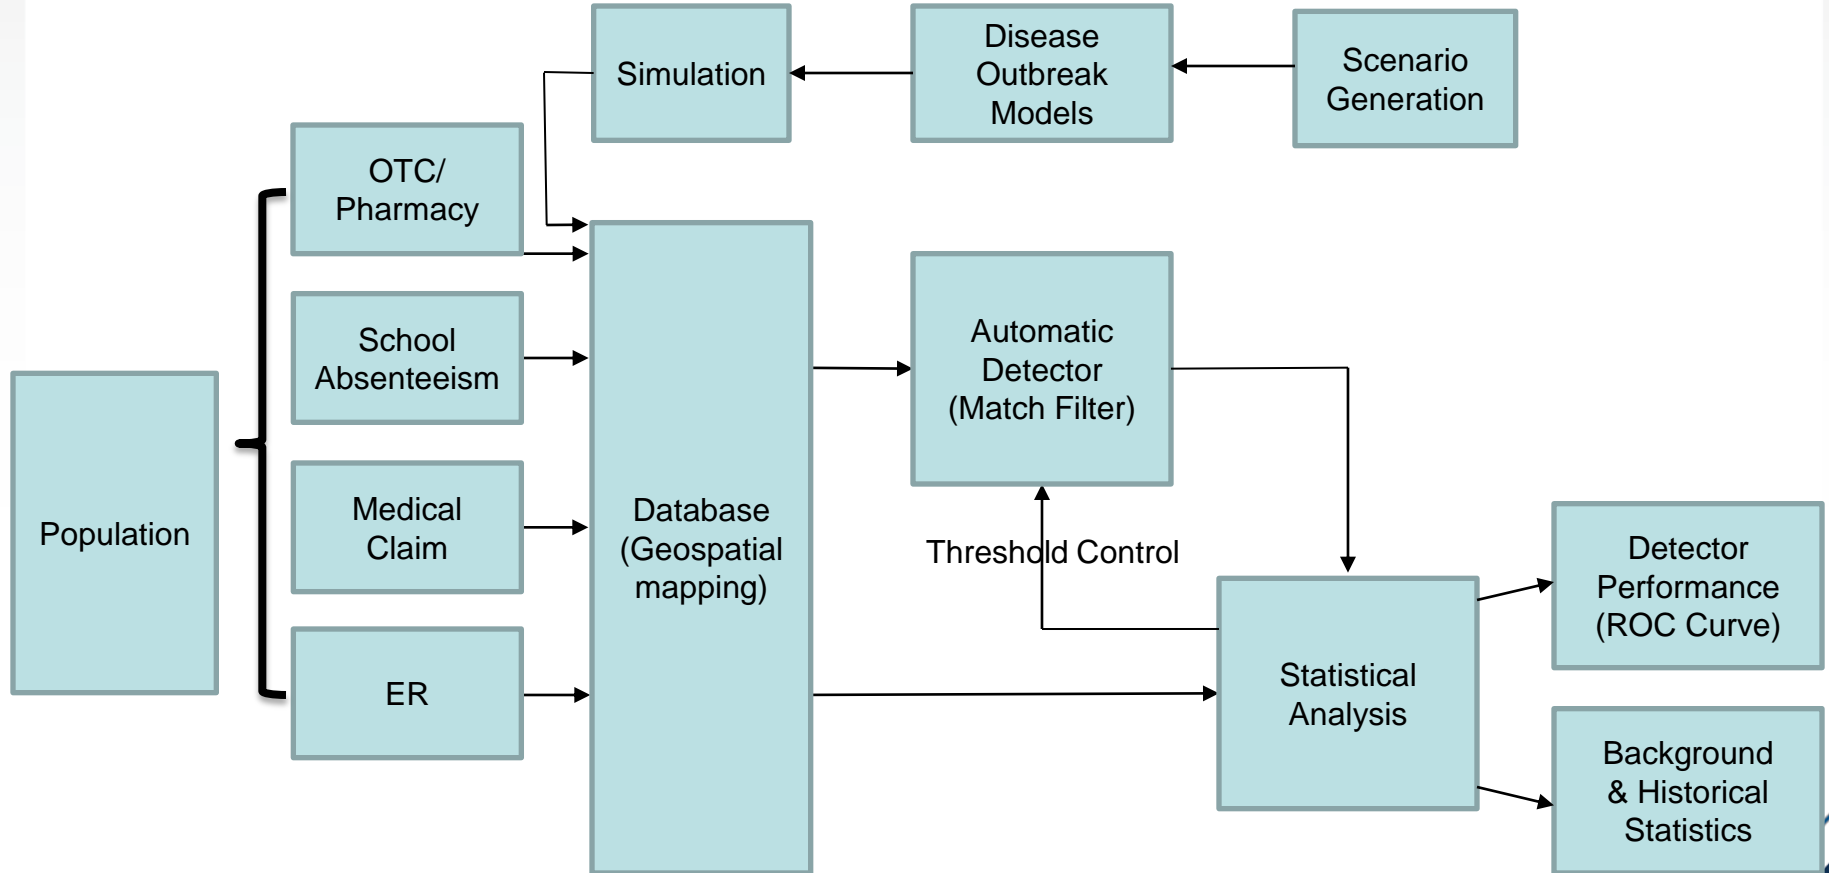 Simulation
Disease
Outbreak
Models
Scenario
Generation
OTC/
Pharmacy
School
Absenteeism
Medical
Claim
ER
Population
Database
(Geospatial
mapping)
Automatic
Detector
(Match Filter)
Threshold Control
Statistical
Analysis
Detector
Performance
(ROC Curve)
Background
& Historical
Statistics